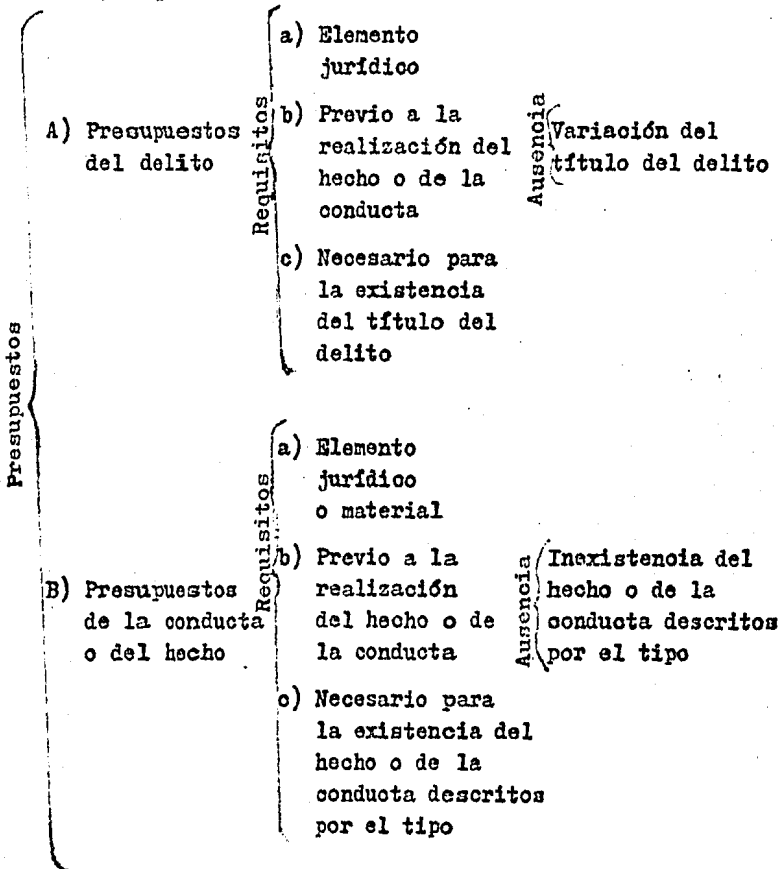 Presupuestos
A) Presupuestos
del delito
Requisitos
a) Elemento
jurídico
b) Previo a la
realización del
hecho o de la
conducta
c) Necesario para
la existencia
del título del
delito
Ausencia
Variación del
título del delito
B) Presupuestos
de la conducta
o del hecho
Requisitos
a) Elemento
jurídico
o material
b) Previo a la
realización
del hecho o de
la conducta
c) Necesario para
la existencia del
hecho o de la
conducta descritos
por el tipo
Ausencia
Inexistencia del
hecho o de la
conducta descritos
por el tipo